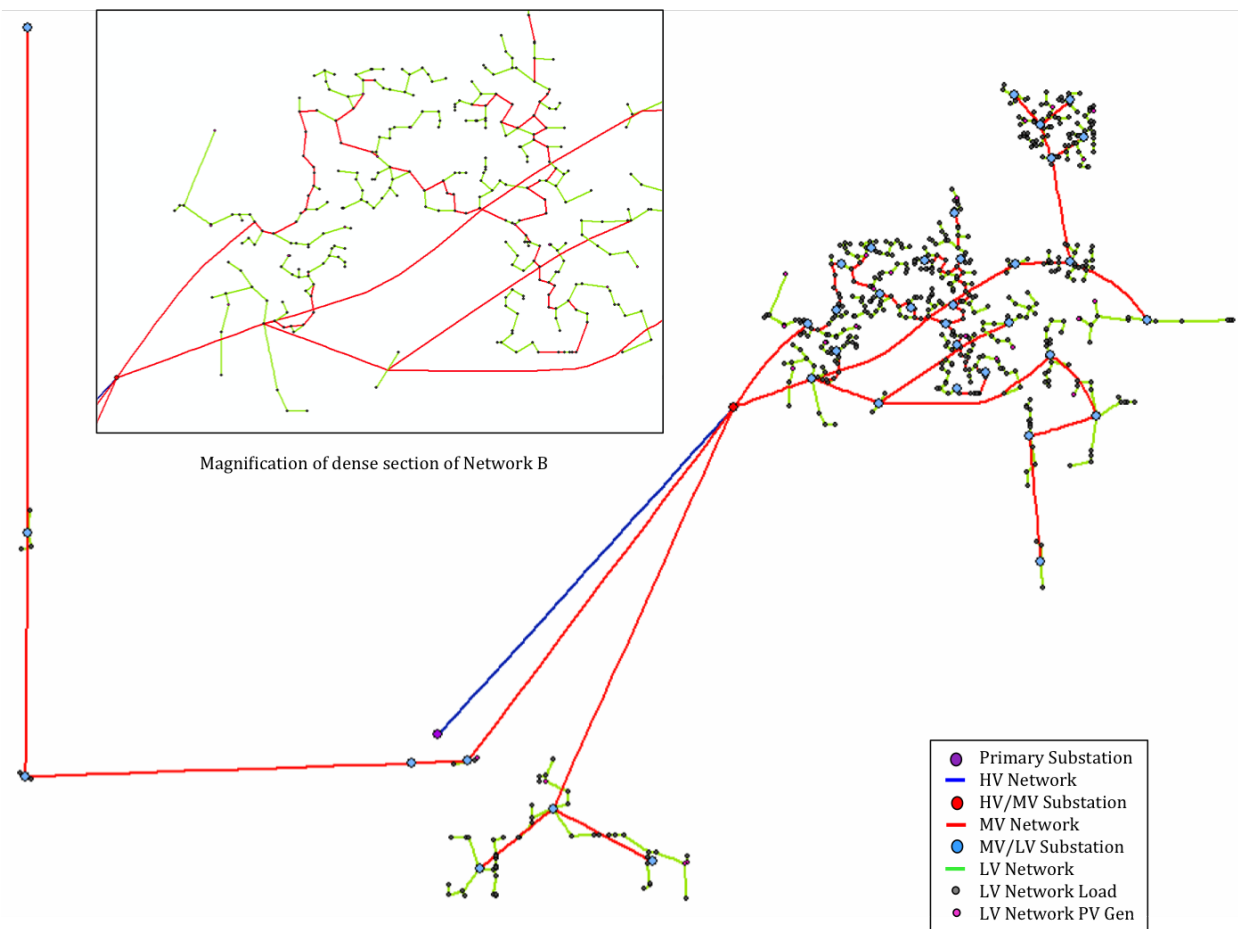 Magnification of dense section of Network B
Primary Substation
HV Network
HV/MV Substation
MV Network
MV/LV Substation
LV Network
LV Network Load
LV Network PV Gen